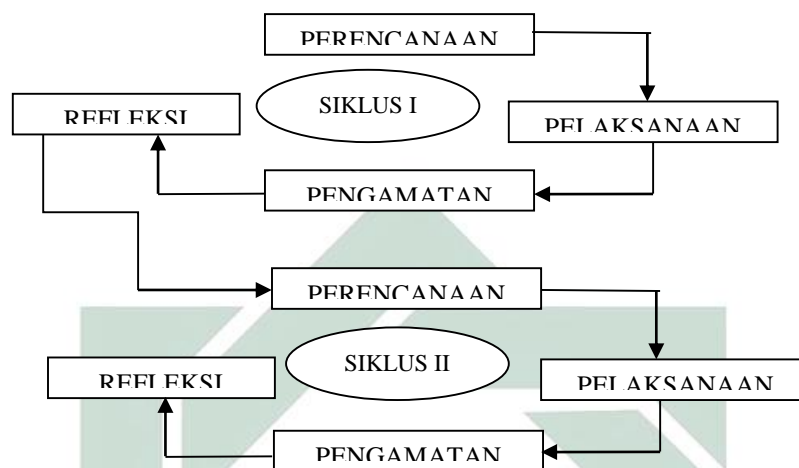 PERENCANAAN
SIKLUS I
REFLEKSI
PELAKSANAAN
PENGAMATAN
PERENCANAAN
SIKLUS II
REFLEKSI
PELAKSANAAN
PENGAMATAN